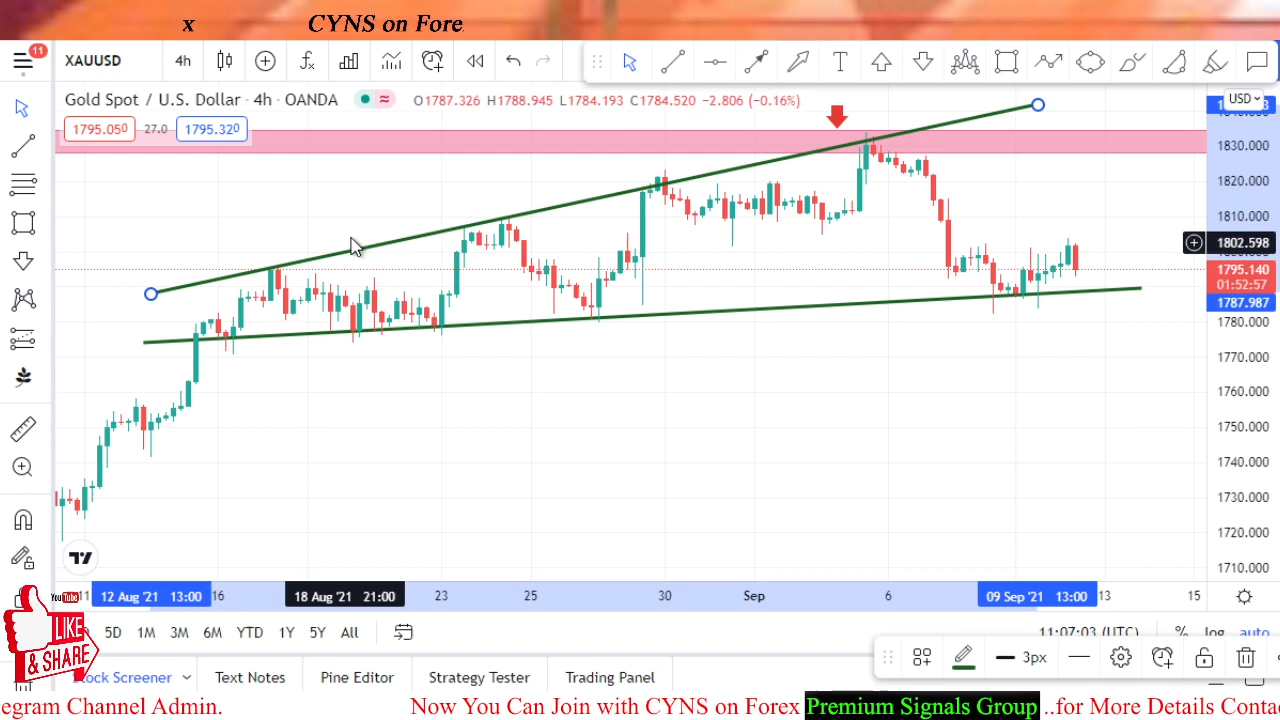 x CYNS on Fore
11
XAUUSD 4h
Gold Spot / U.S. Dollar · 4h · OANDA O1787.326 H1788.945 L1784.193 C1784.520 −2.806 (−0.16%)
USD
1795.050 27.0 1795.320
1830.000
1820.000
1810.000
1802.598
1795.140
01:52:57
1787.987
1780.000
1770.000
1760.000
1750.000
1740.000
1730.000
1720.000
1710.000
11 12 Aug '21 13:00 16 18 Aug '21 21:00 23 25 30 Sep 6 09 Sep '21 13:00 13 15
YouTube
LIKE
& SHARE
5D 1M 3M 6M YTD 1Y 5Y All 11:07:03 (UTC) % log auto
3px
Stock Screener Text Notes Pine Editor Strategy Tester Trading Panel
egram Channel Admin. Now You Can Join with CYNS on Forex Premium Signals Group ..for More Details Conta